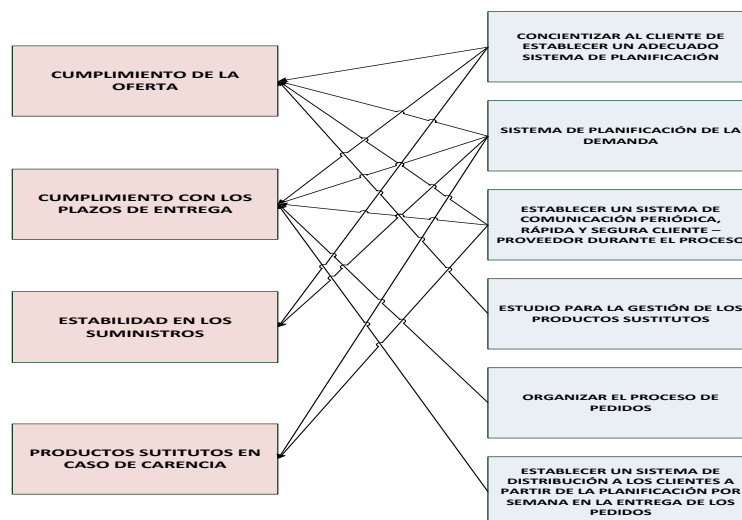 CUMPLIMIENTO DE LA
OFERTA
CUMPLIMIENTO CON LOS
PLAZOS DE ENTREGA
ESTABILIDAD EN LOS
SUMINISTROS
PRODUCTOS SUTITUTOS EN
CASO DE CARENCIA
CONCIENTIZAR AL CLIENTE DE
ESTABLECER UN ADECUADO
SISTEMA DE PLANIFICACIÓN
SISTEMA DE PLANIFICACIÓN DE LA
DEMANDA
ESTABLECER UN SISTEMA DE
COMUNICACIÓN PERIÓDICA,
RÁPIDA Y SEGURA CLIENTE –
PROVEEDOR DURANTE EL PROCESO
ESTUDIO PARA LA GESTIÓN DE LOS
PRODUCTOS SUSTITUTOS
ORGANIZAR EL PROCESO DE
PEDIDOS
ESTABLECER UN SISTEMA DE
DISTRIBUCIÓN A LOS CLIENTES A
PARTIR DE LA PLANIFICACIÓN POR
SEMANA EN LA ENTREGA DE LOS
PEDIDOS